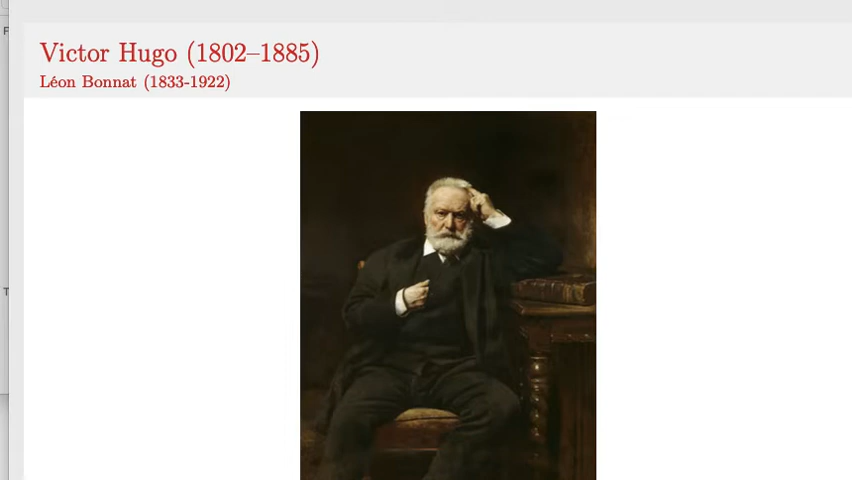 Victor Hugo (1802–1885)
Léon Bonnat (1833-1922)
F
T